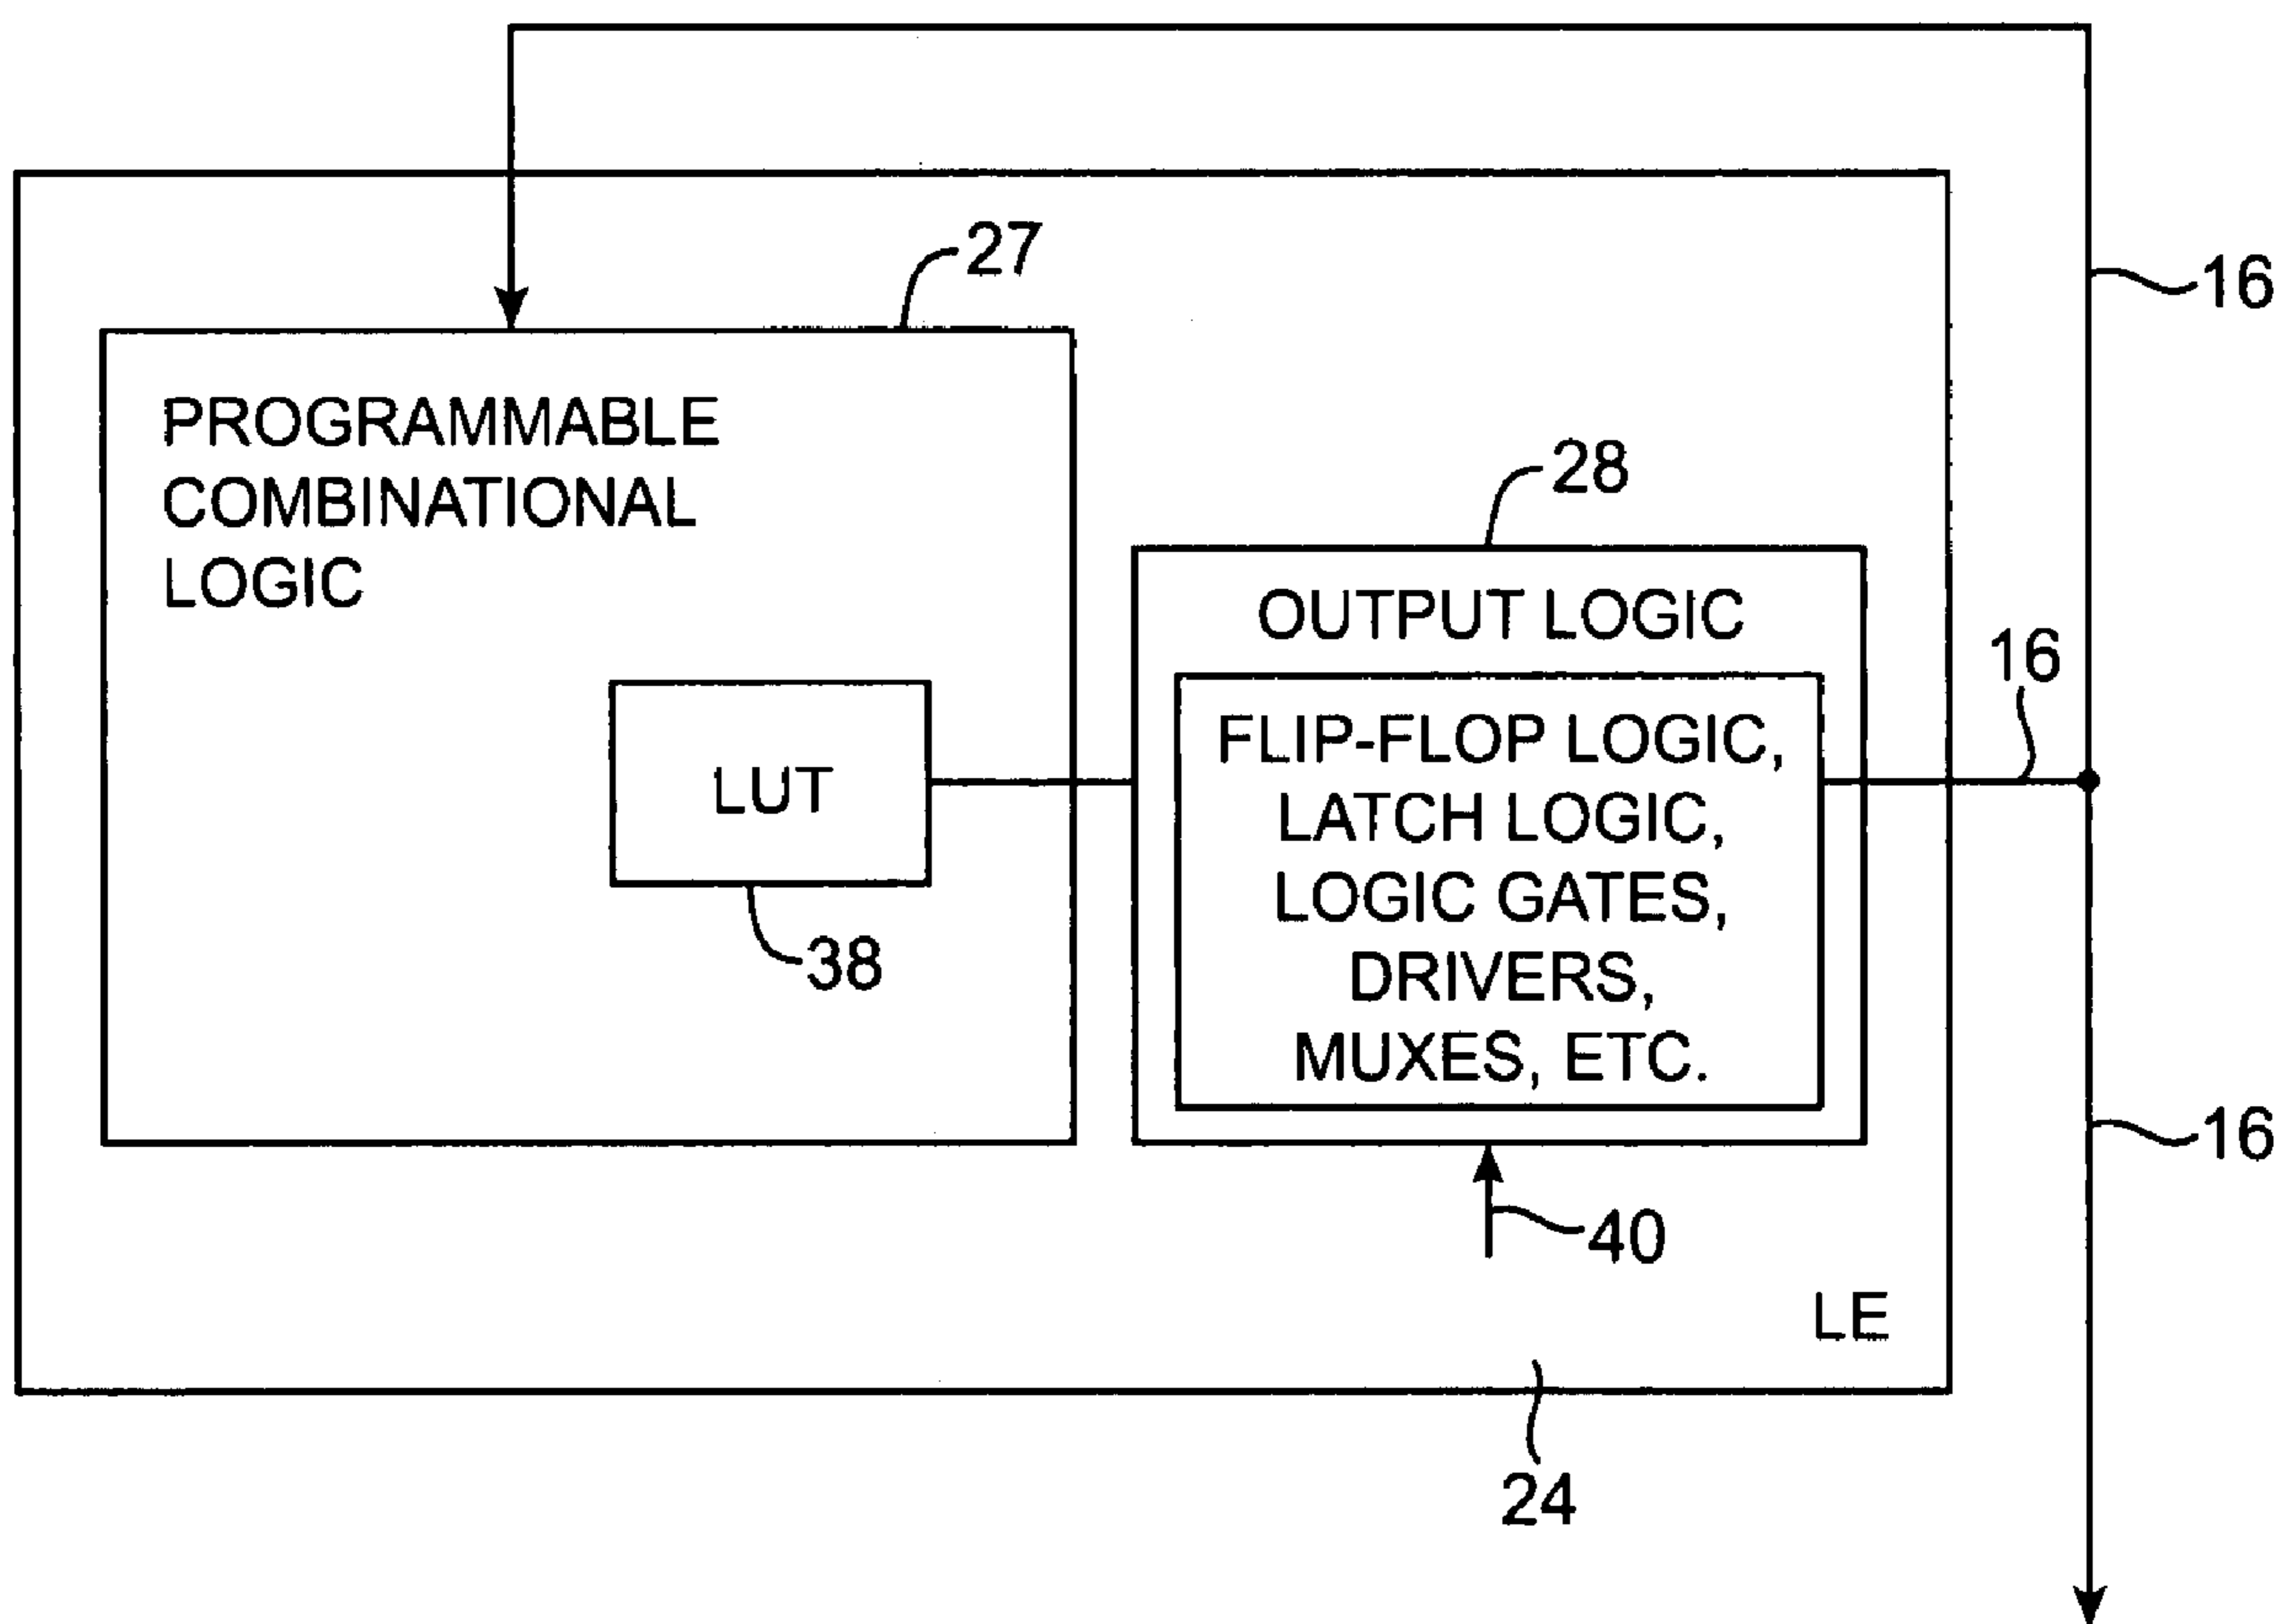 27
16
PROGRAMMABLE
COMBINATIONAL
LOGIC
28
OUTPUT LOGIC
16
FLIP-FLOP LOGIC,
LATCH LOGIC,
LOGIC GATES,
DRIVERS,
MUXES, ETC.
LUT
38
16
40
LE
24